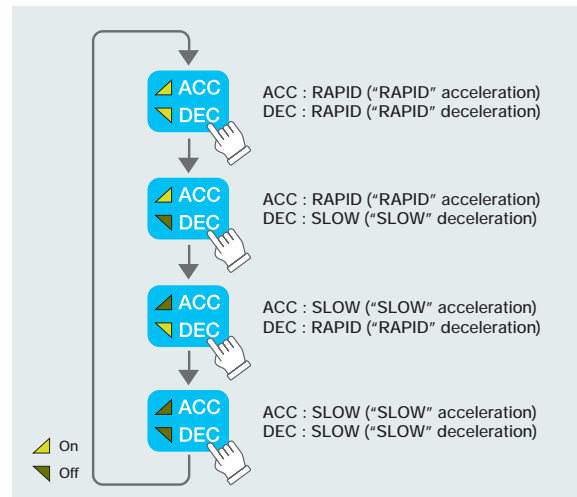 ACC
DEC
ACC : RAPID (“RAPID” acceleration)
DEC : RAPID (“RAPID” deceleration)
ACC
DEC
ACC : RAPID (“RAPID” acceleration)
DEC : SLOW (“SLOW” deceleration)
ACC
DEC
ACC : SLOW (“SLOW” acceleration)
DEC : RAPID (“RAPID” deceleration)
ACC
DEC
ACC : SLOW (“SLOW” acceleration)
DEC : SLOW (“SLOW” deceleration)
On
Off